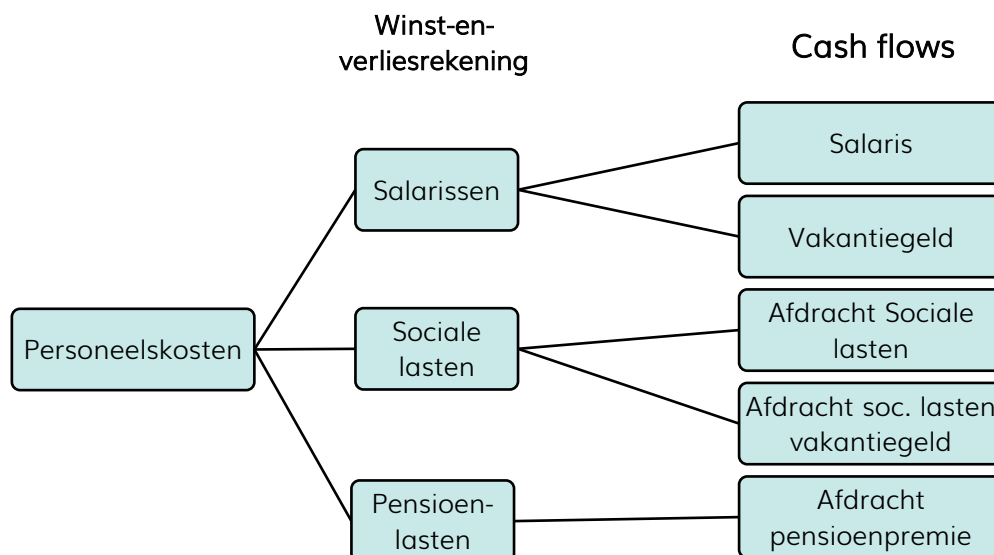 Winst-en-
verliesrekening
Cash flows
Salaris
Salarissen
Vakantiegeld
Personeelskosten
Sociale
lasten
Afdracht Sociale
lasten
Afdracht soc. lasten
vakantiegeld
Pensioen-
lasten
Afdracht
pensioenpremie